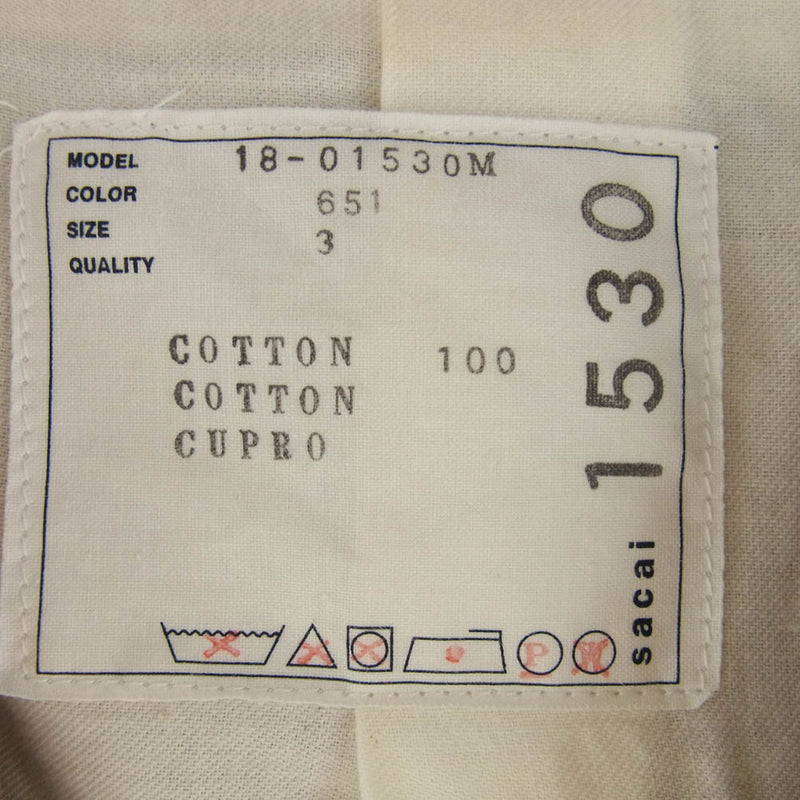 MODEL 18-01530M
COLOR 651
SIZE 3
QUALITY
COTTON 100
COTTON
CUPRO
P
W
sacai 1530